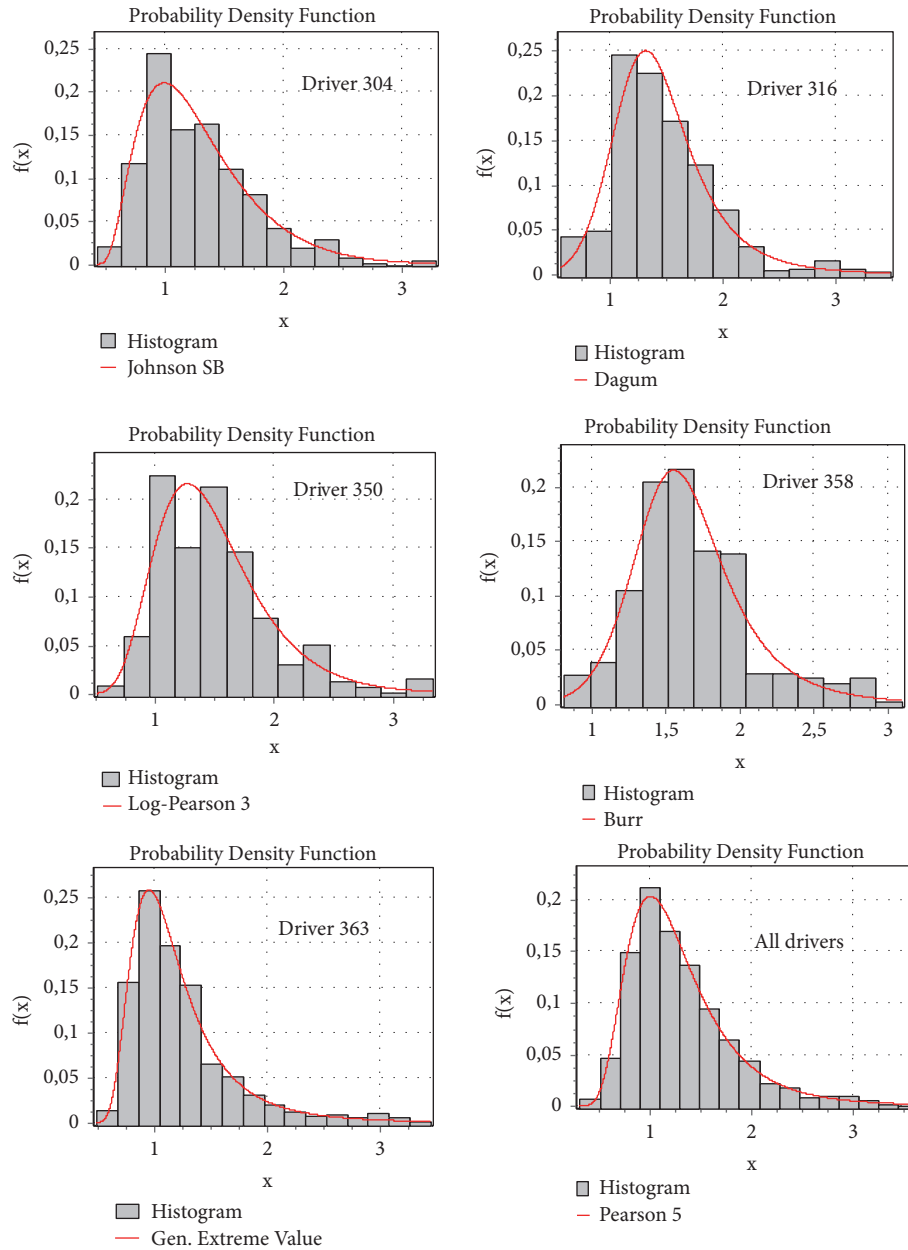 Probability Density Function
0,25
0,2
0,15
0,1
0,05
0
f(x)
Driver 304
1 2 3
x
Histogram
Johnson SB
Probability Density Function
0,25
0,2
0,15
0,1
0,05
0
f(x)
Driver 316
1 2 3
x
Histogram
Dagum
Probability Density Function
0,2
0,15
0,1
0,05
0
f(x)
Driver 350
1 2 3
x
Histogram
Log-Pearson 3
Probability Density Function
0,2
0,15
0,1
0,05
0
f(x)
Driver 358
1 1,5 2 2,5 3
x
Histogram
Burr
Probability Density Function
0,25
0,2
0,15
0,1
0,05
0
f(x)
Driver 363
1 2 3
x
Histogram
Gen. Extreme Value
Probability Density Function
0,2
0,15
0,1
0,05
0
f(x)
All drivers
1 2 3
x
Histogram
Pearson 5